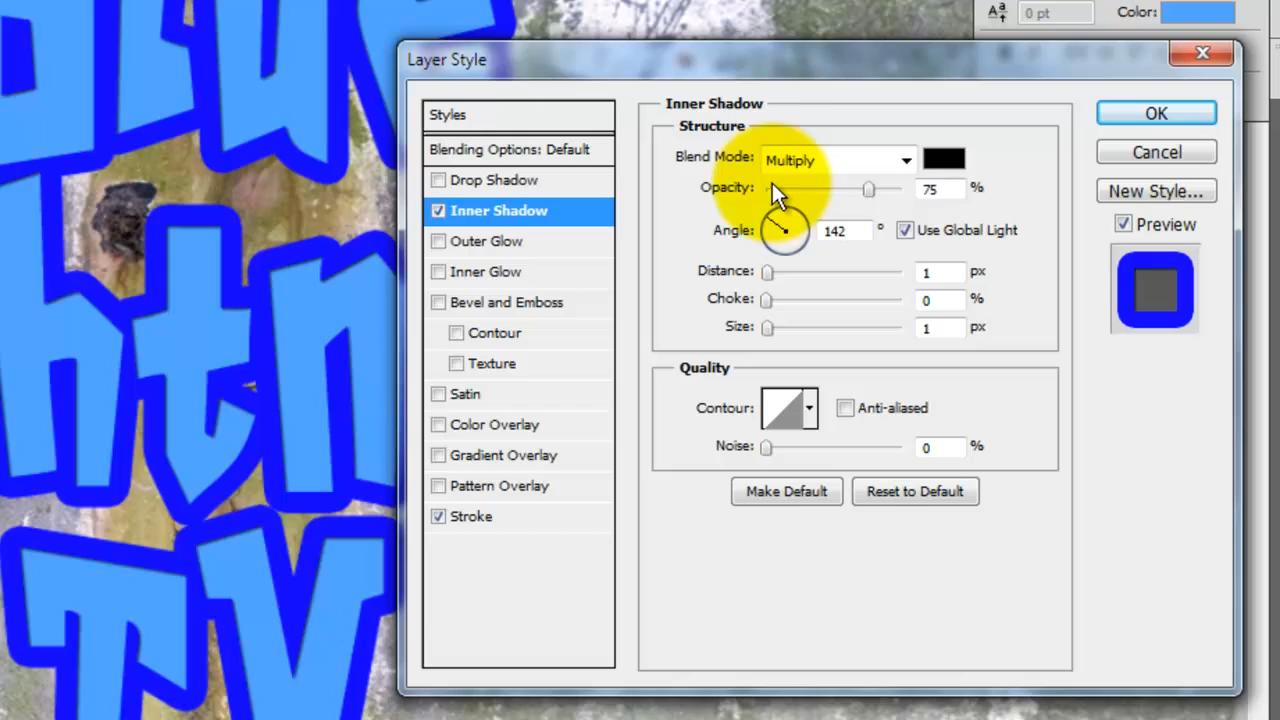 0 pt
Color:
Layer Style
Styles
Blending Options: Default
Drop Shadow
Inner Shadow
Outer Glow
Inner Glow
Bevel and Emboss
Contour
Texture
Satin
Color Overlay
Gradient Overlay
Pattern Overlay
Stroke
Inner Shadow
Structure
Blend Mode: Multiply
Opacity: 75 %
Angle: 142 ° Use Global Light
Distance: 1 px
Choke: 0 %
Size: 1 px
Quality
Contour: Anti-aliased
Noise: 0 %
Make Default Reset to Default
OK
Cancel
New Style...
Preview
TV